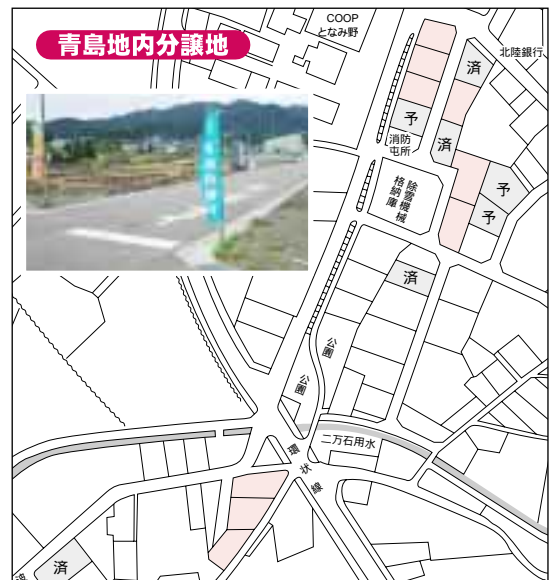 青島地内分譲地
COOP
となみ野
北陸銀行
済
予
消防
屯所
済
除雪機械
格納庫
予
予
済
公園
公園
二万石用水
環状線
済